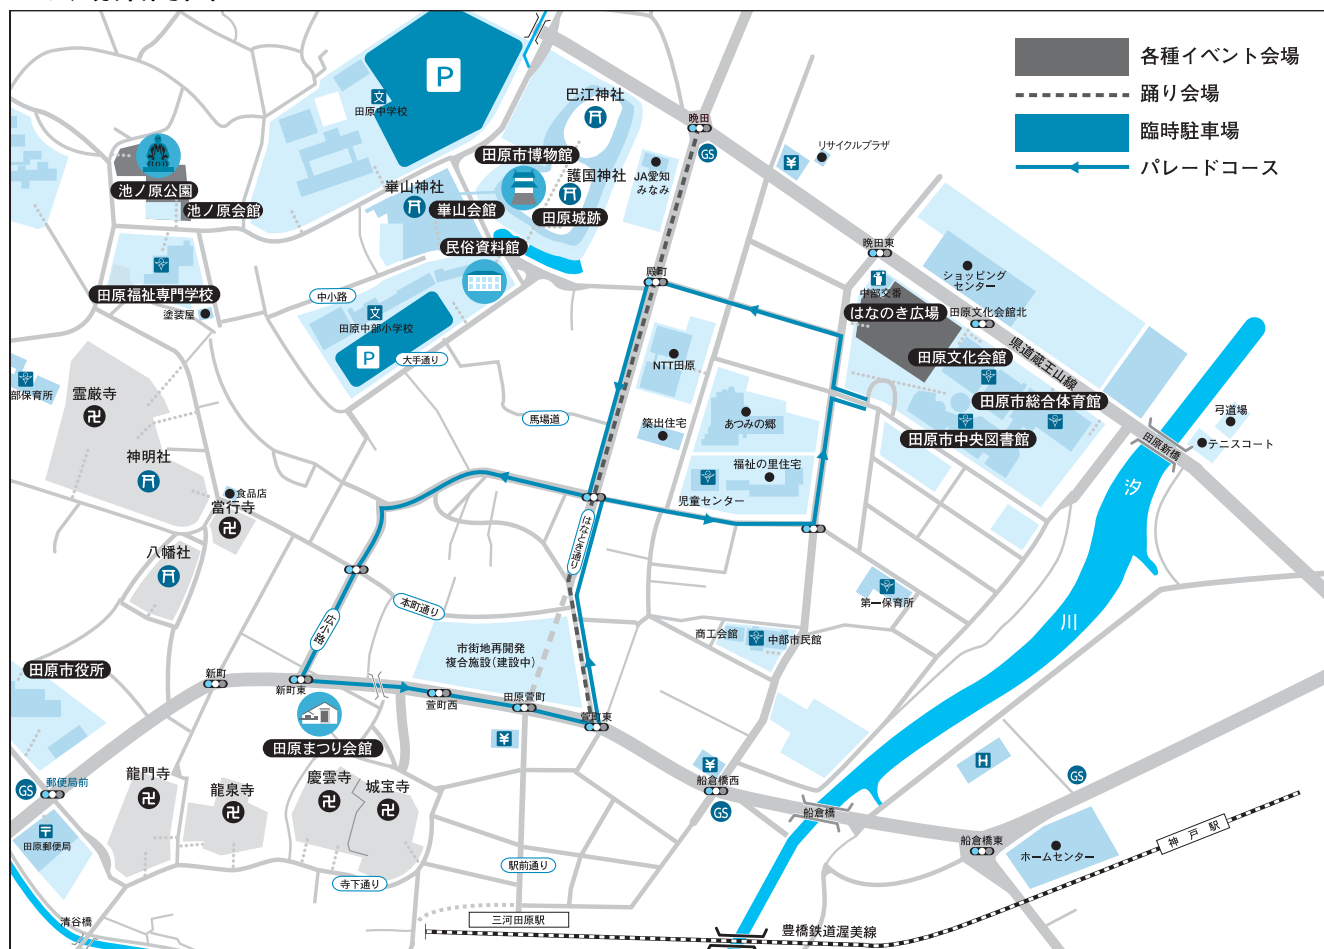 各種イベント会場
踊り会場
臨時駐車場
パレードコース
P
文
田原中学校
巴江神社
晩田
GS
¥
リサイクルプラザ
田原市博物館
護国神社
JA愛知
みなみ
池ノ原公園
池ノ原会館
崋山神社
崋山会館
田原城跡
民俗資料館
晩田東
ショッピング
センター
中部交番
はなのき広場
田原文化会館北
県道蔵王山線
田原福祉専門学校
塗装屋
中小路
殿町
文
田原中部小学校
P
大手通り
NTT田原
田原文化会館
田原市総合体育館
田原市中央図書館
部保育所
霊厳寺
卍
馬場道
築出住宅
あつみの郷
弓道場
テニスコート
田原新橋
神明社
福祉の里住宅
児童センター
食品店
當行寺
卍
汐
川
はなとき通り
八幡社
本町通り
広小路
第一保育所
商工会館
中部市民館
市街地再開発
複合施設(建設中)
田原市役所
新町
新町東
萱町西
田原萱町
萱町東
田原まつり会館
¥
¥
船倉橋西
GS
船倉橋
船倉橋東
H
GS
ホームセンター
GS
郵便局前
龍門寺
卍
龍泉寺
卍
慶雲寺
卍
城宝寺
卍
〒
田原郵便局
寺下通り
駅前通り
神戸駅
清谷橋
三河田原駅
豊橋鉄道渥美線